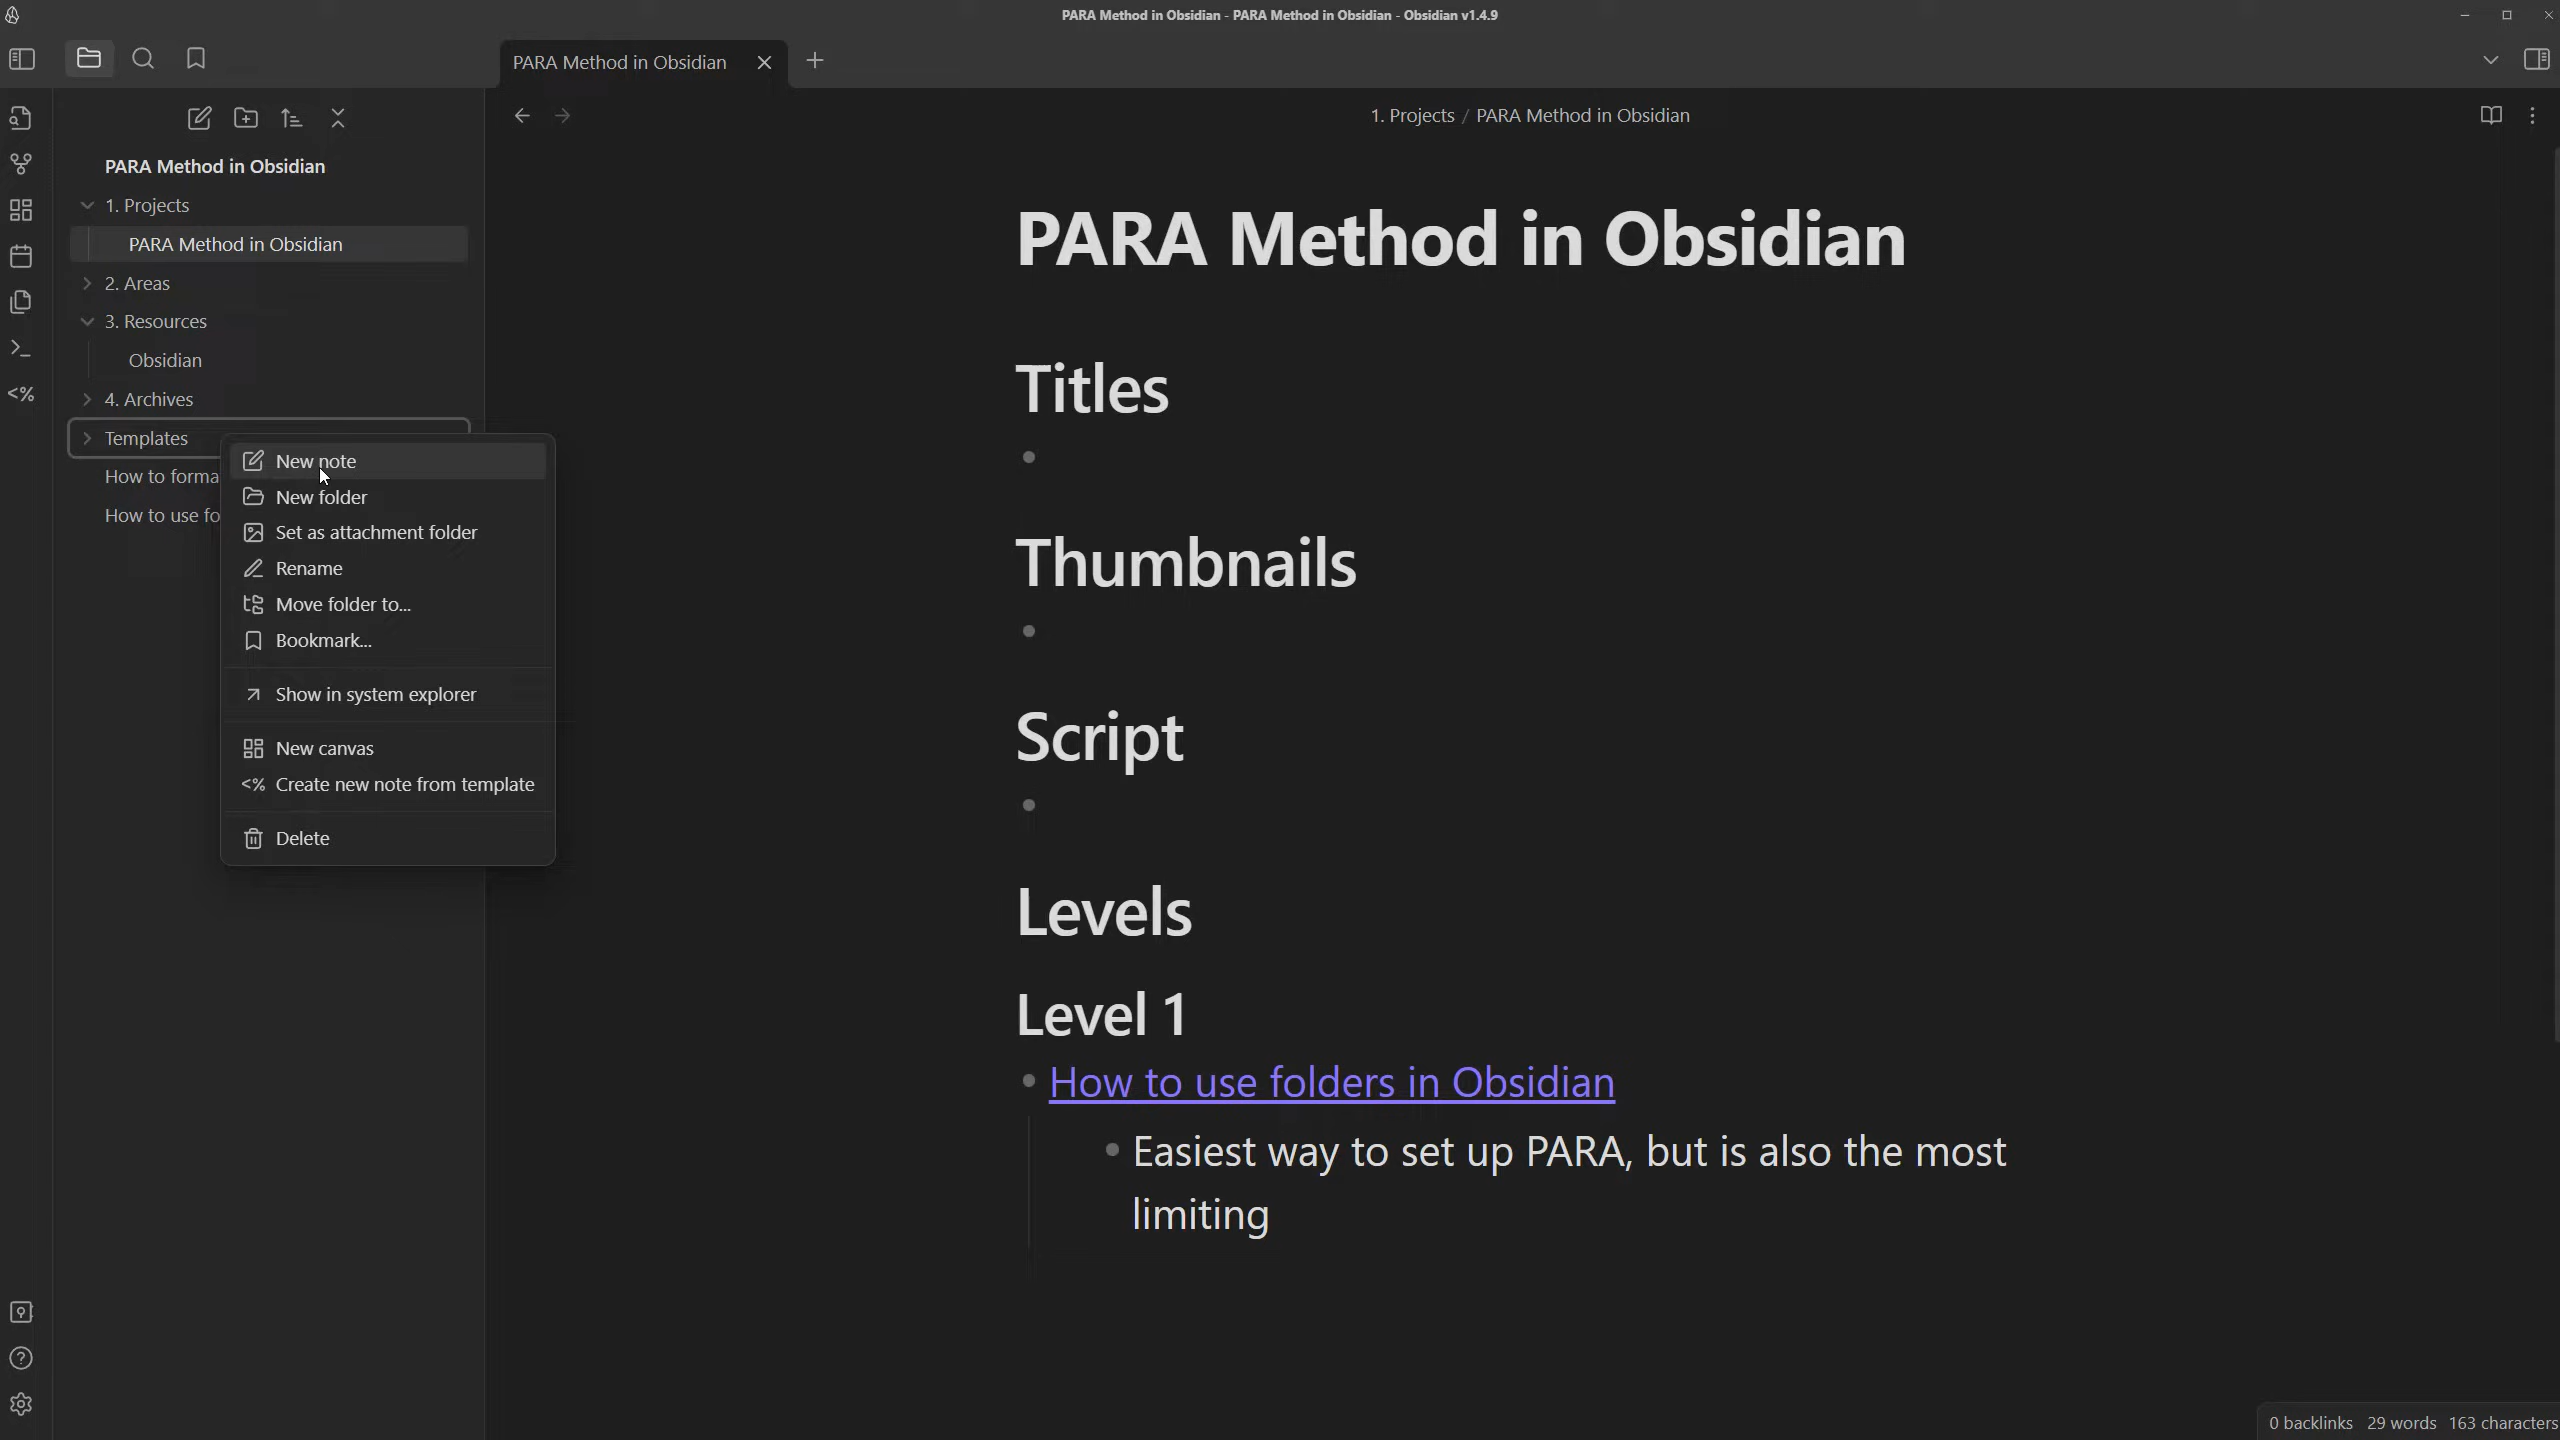 PARA Method in Obsidian - PARA Method in Obsidian - Obsidian v1.4.9
PARA Method in Obsidian
1. Projects / PARA Method in Obsidian
PARA Method in Obsidian
1. Projects
PARA Method in Obsidian
2. Areas
3. Resources
Obsidian
4. Archives
Templates
How to forma
How to use fo
New note
New folder
Set as attachment folder
Rename
Move folder to...
Bookmark...
Show in system explorer
New canvas
<% Create new note from template
Delete
<%
PARA Method in Obsidian
Titles
Thumbnails
Script
Levels
Level 1
How to use folders in Obsidian
Easiest way to set up PARA, but is also the most
limiting
0 backlinks 29 words 163 characters